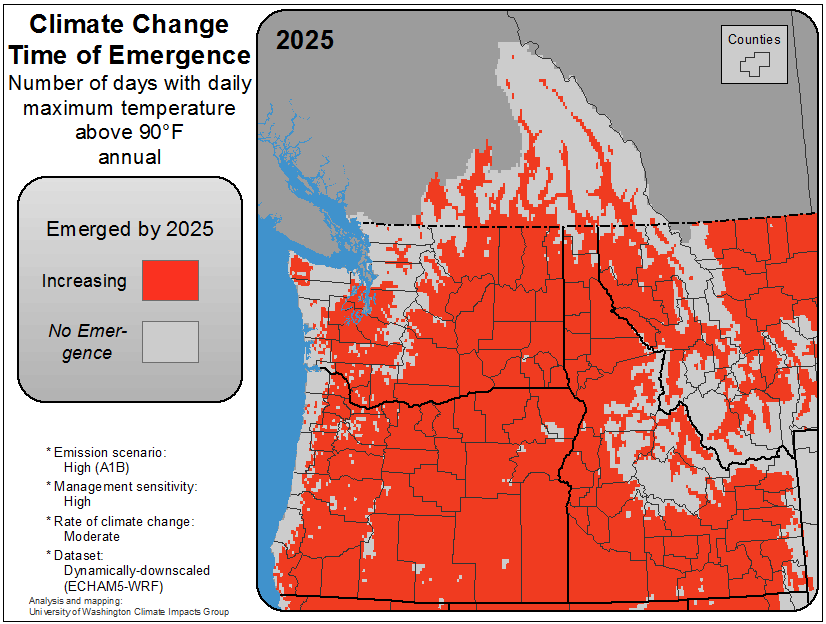 Climate Change
Time of Emergence
Number of days with daily
maximum temperature
above 90°F
annual
Emerged by 2025
Increasing
No Emer-
gence
* Emission scenario:
High (A1B)
* Management sensitivity:
High
* Rate of climate change:
Moderate
* Dataset:
Dynamically-downscaled
(ECHAM5-WRF)
Analysis and mapping:
University of Washington Climate Impacts Group
2025
Counties